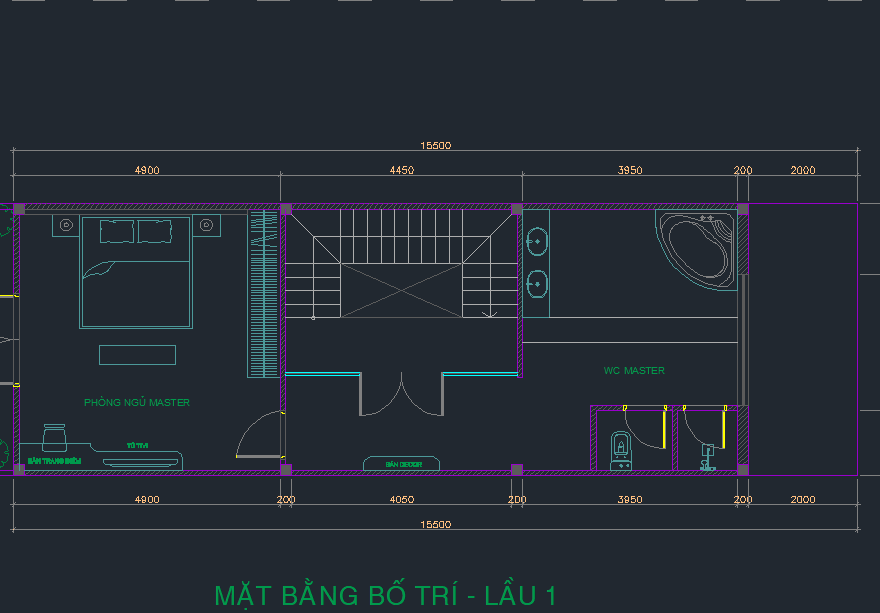 15500
4900 4450 3950 200 2000
WC MASTER
PHÒNG NGỦ MASTER
TỦ TIVI
BÀN TRANG ĐIỂM
BÀN DECOR
4900 200 4050 200 3950 200 2000
15500
MẶT BẰNG BỐ TRÍ - LẦU 1